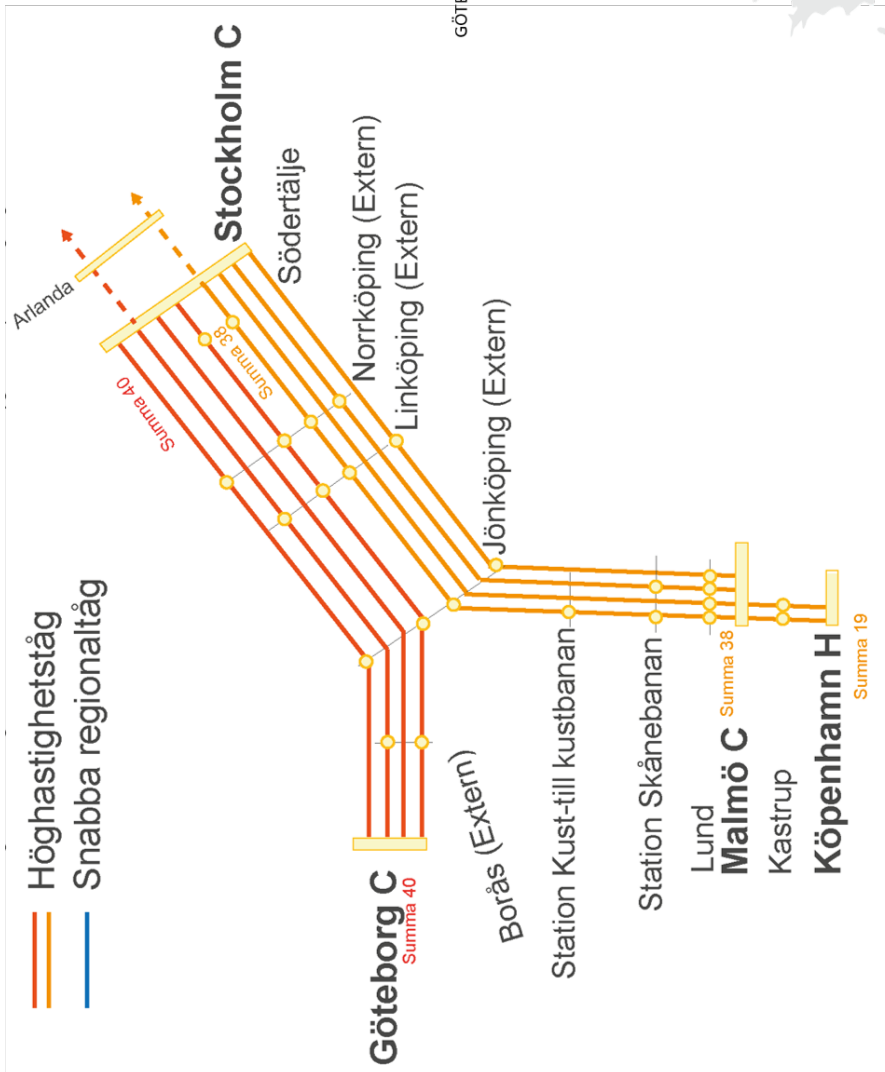 GÖTE
Arlanda
Stockholm C
Södertälje
Norrköping (Extern)
Linköping (Extern)
Jönköping (Extern)
Summa 40
Summa 38
Höghastighetståg
Snabba regionaltåg
Göteborg C
Summa 40
Borås (Extern)
Station Kust-till kustbanan
Station Skånebanan
Lund
Malmö C
Summa 38
Kastrup
Köpenhamn H
Summa 19